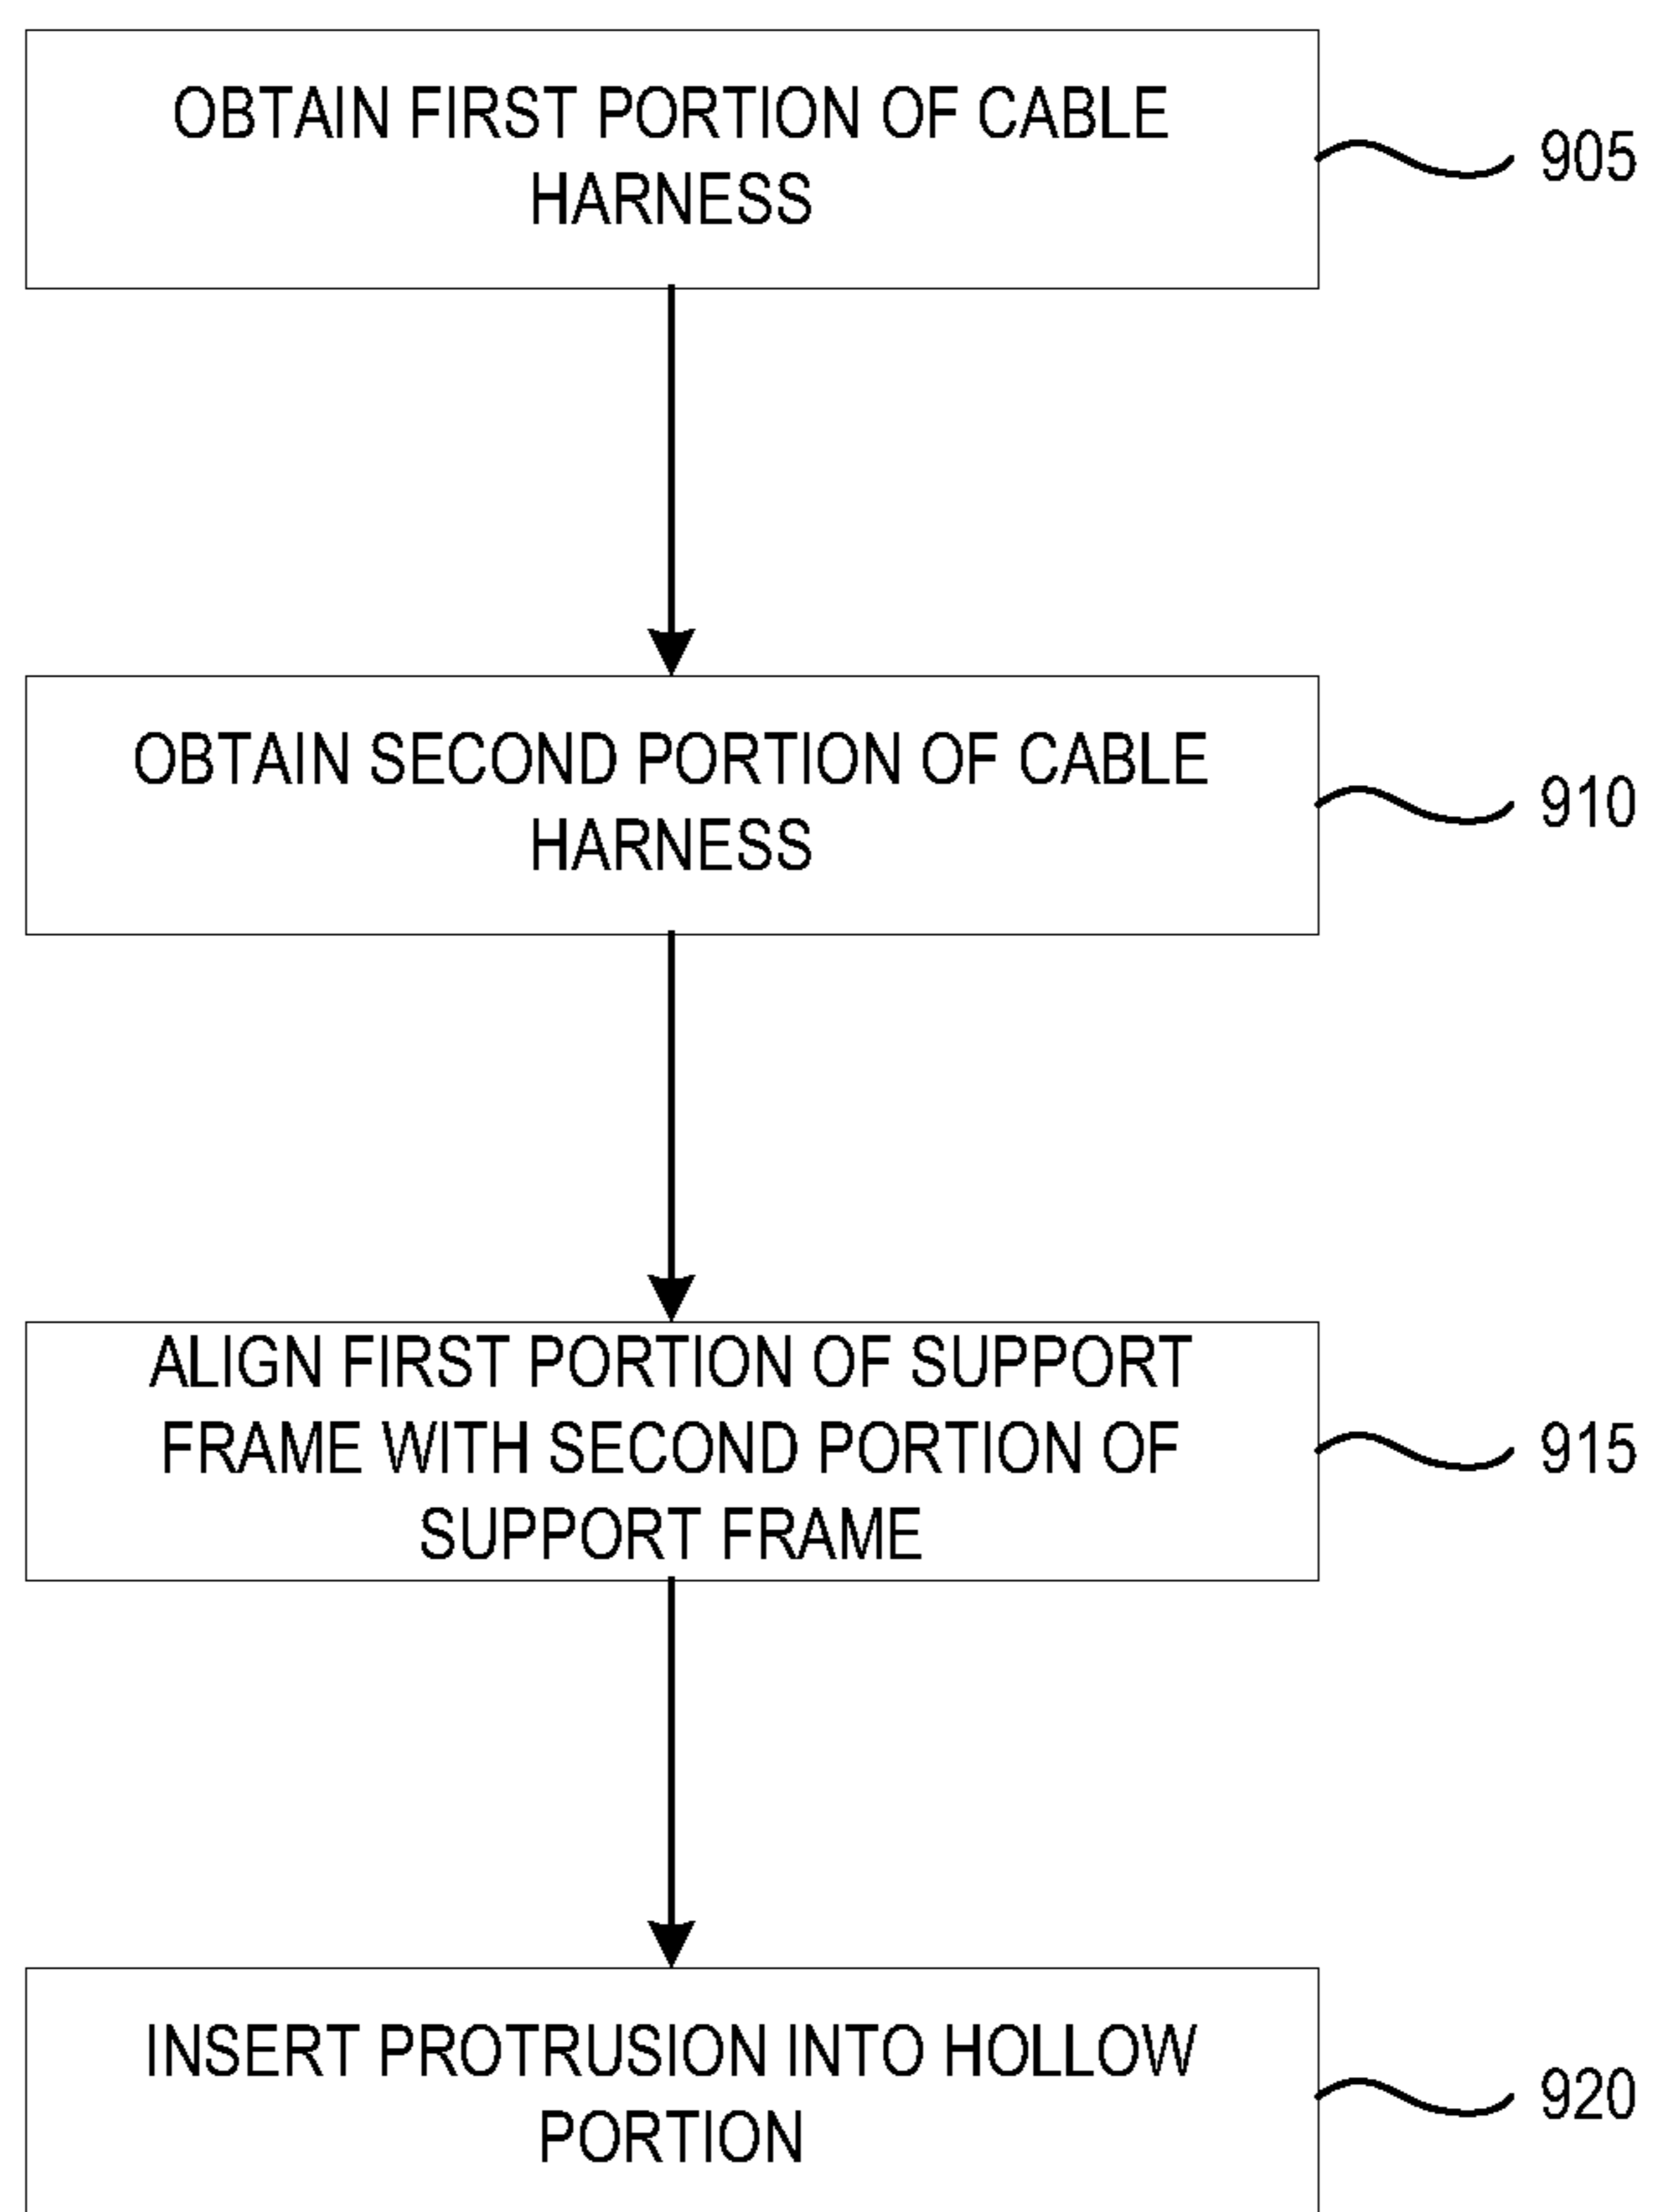 OBTAIN FIRST PORTION OF CABLE
HARNESS
905
OBTAIN SECOND PORTION OF CABLE
HARNESS
910
ALIGN FIRST PORTION OF SUPPORT
FRAME WITH SECOND PORTION OF
SUPPORT FRAME
915
INSERT PROTRUSION INTO HOLLOW
PORTION
920